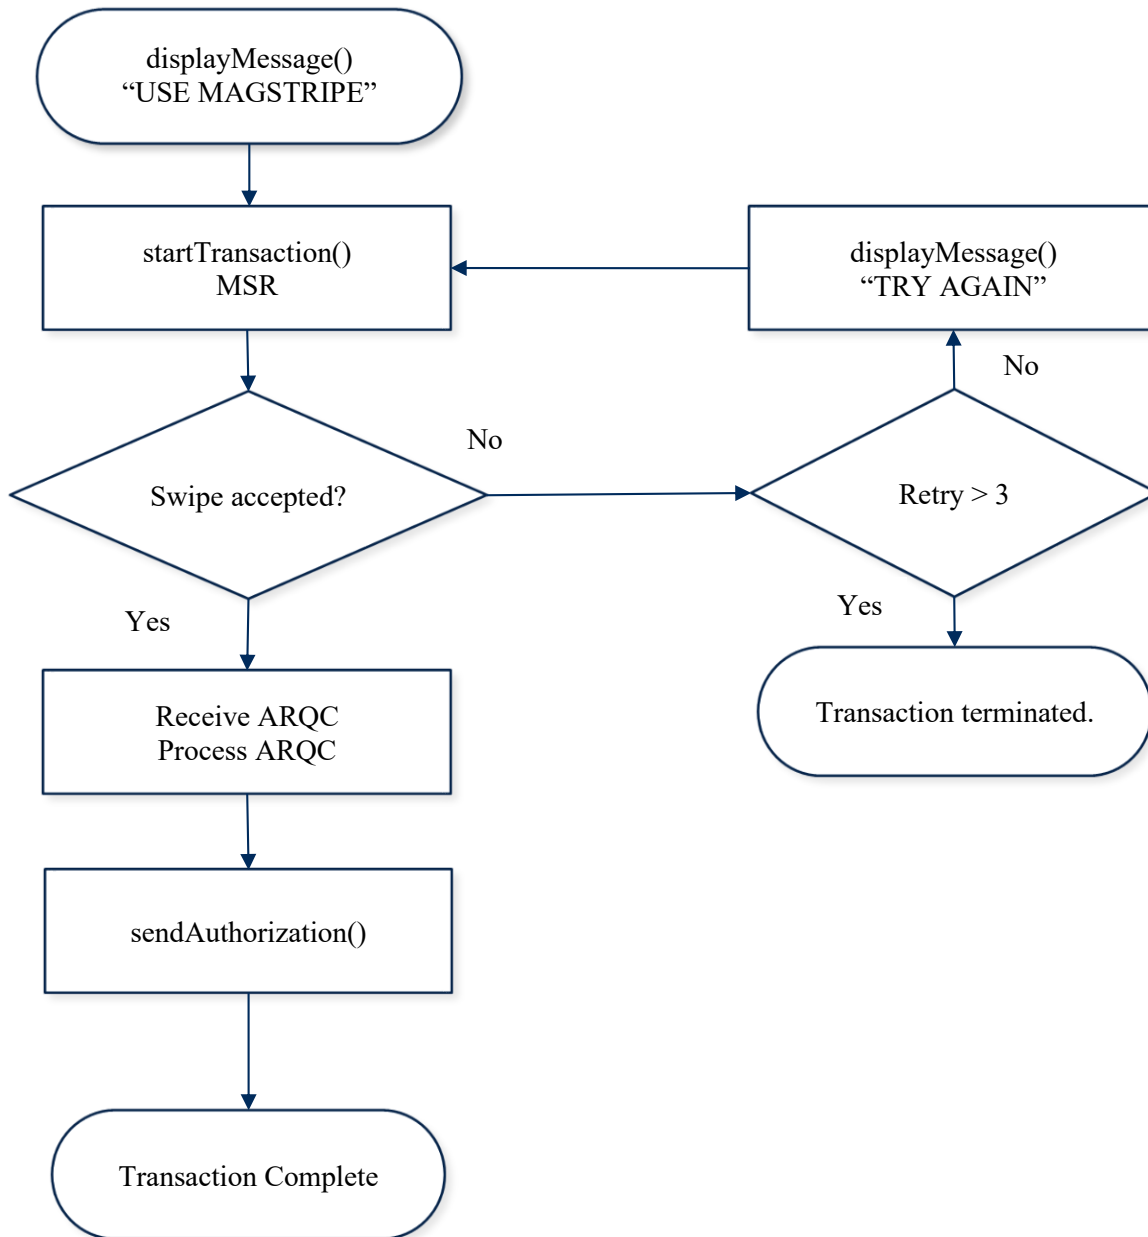 displayMessage()
“USE MAGSTRIPE”
startTransaction()
MSR
displayMessage()
“TRY AGAIN”
No
No
Swipe accepted?
Retry > 3
Yes
Yes
Receive ARQC
Process ARQC
Transaction terminated.
sendAuthorization()
Transaction Complete